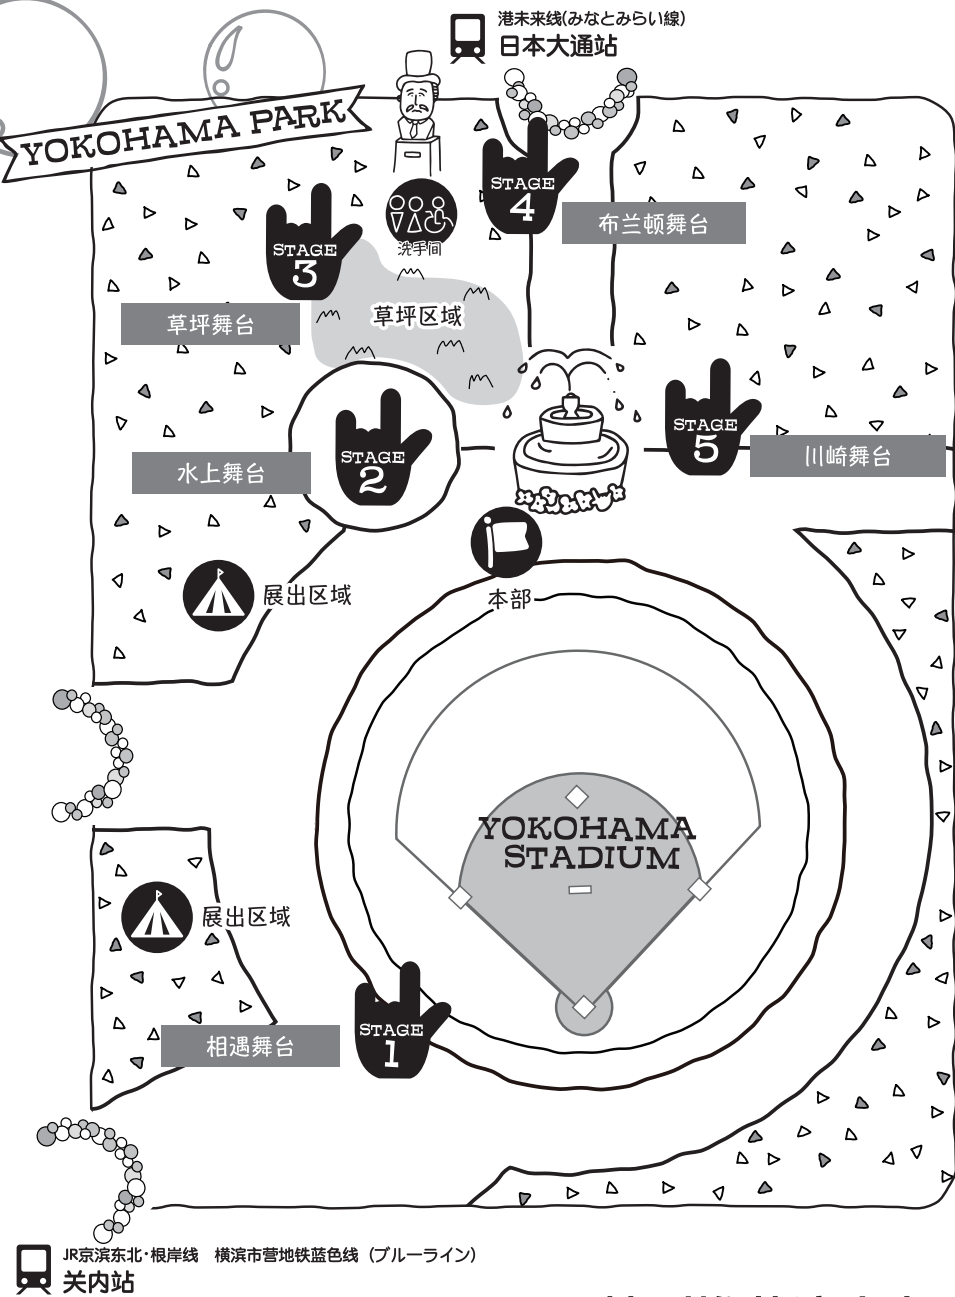 港未来线(みなとみらい線)
日本大通站
YOKOHAMA PARK
STAGE
4
布兰顿舞台
洗手间
STAGE
3
草坪区域
草坪舞台
STAGE
5
川崎舞台
STAGE
2
水上舞台
展出区域
本部
YOKOHAMA
STADIUM
展出区域
STAGE
1
相遇舞台
JR京滨东北·根岸线 横滨市营地铁蓝色线（ブルーライン）
关内站